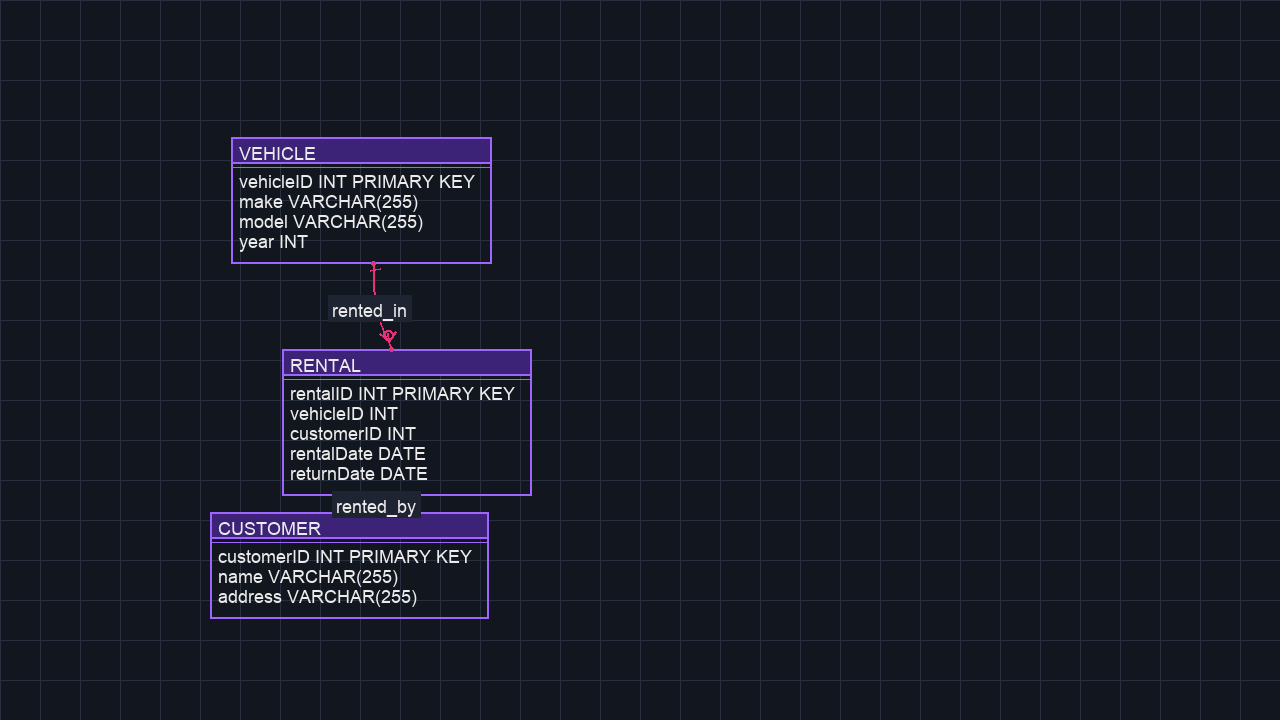 VEHICLE
vehicleID INT PRIMARY KEY
make VARCHAR(255)
model VARCHAR(255)
year INT
rented_in
RENTAL
rentalID INT PRIMARY KEY
vehicleID INT
customerID INT
rentalDate DATE
returnDate DATE
rented_by
CUSTOMER
customerID INT PRIMARY KEY
name VARCHAR(255)
address VARCHAR(255)